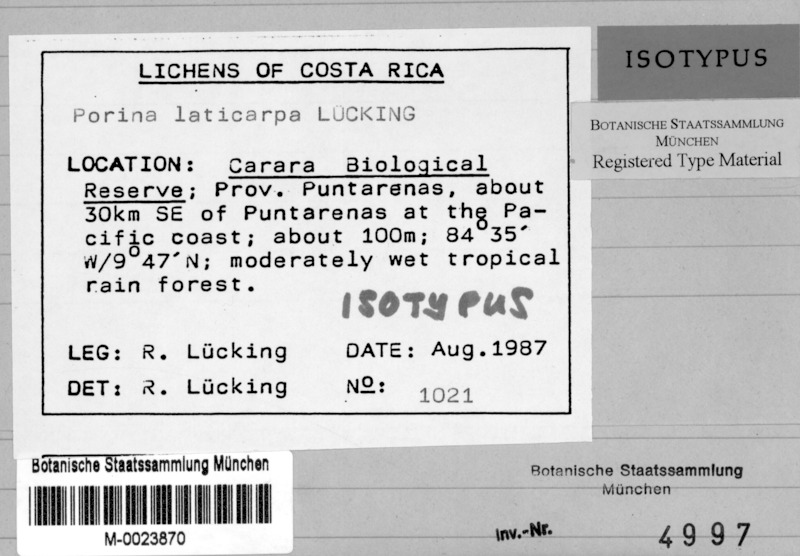 LICHENS OF COSTA RICA
Porina laticarpa LÜCKING
LOCATION: Carara Biological
Reserve; Prov. Puntarenas, about
30km SE of Puntarenas at the Pa-
cific coast; about 100m; 84°35′
W/9°47′N; moderately wet tropical
rain forest.
ISOTYPUS
LEG: R. Lücking DATE: Aug.1987
DET: R. Lücking Nº: 1021
ISOTYPUS
BOTANISCHE STAATSSAMMLUNG
MÜNCHEN
Registered Type Material
Botanische Staatssammlung München
M-0023870
Botanische Staatssammlung
München
Inv.-Nr. 4997